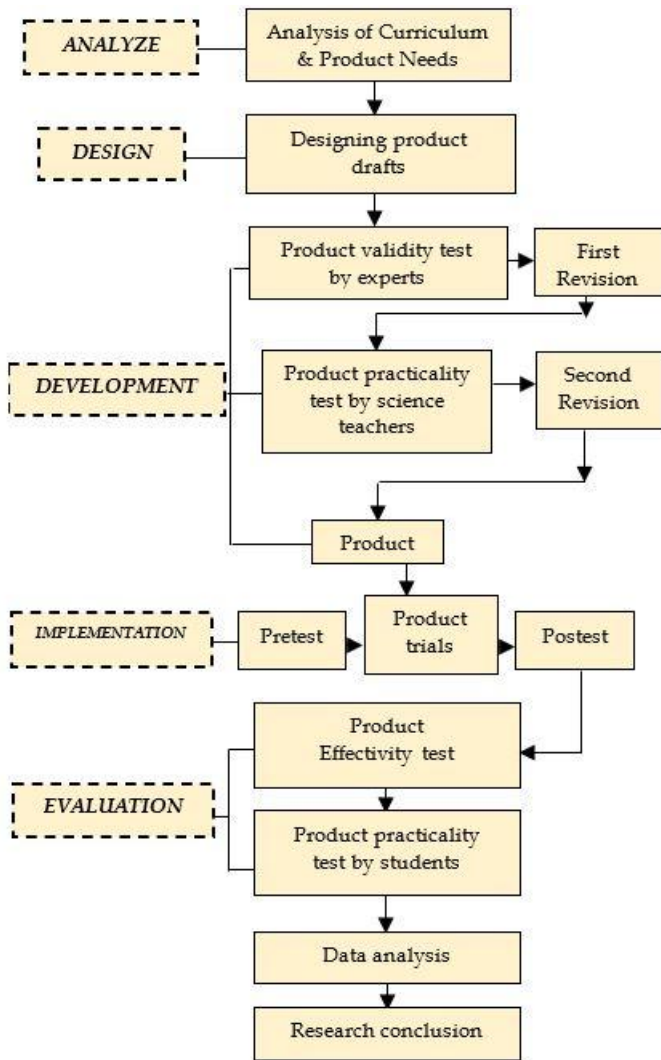 ANALYZE
Analysis of Curriculum
& Product Needs
DESIGN
Designing product
drafts
Product validity test
by experts
First
Revision
DEVELOPMENT
Product practicality
test by science
teachers
Second
Revision
Product
IMPLEMENTATION
Pretest
Product
trials
Postest
Product
Effectivity test
EVALUATION
Product practicality
test by students
Data analysis
Research conclusion